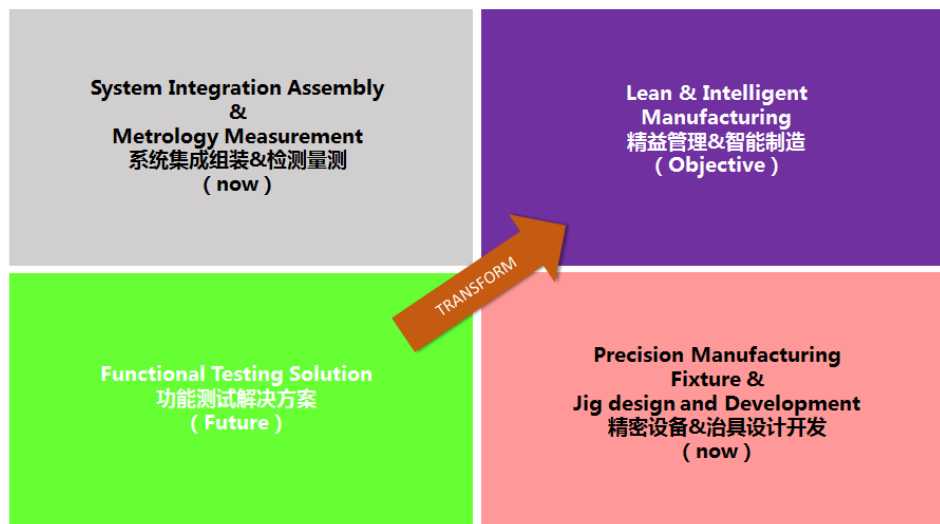 System Integration Assembly
&
Metrology Measurement
系统集成组装&检测量测
(now)
Lean & Intelligent
Manufacturing
精益管理&智能制造
(Objective)
TRANSFORM
Functional Testing Solution
功能测试解决方案
(Future)
Precision Manufacturing
Fixture &
Jig design and Development
精密设备&治具设计开发
(now)